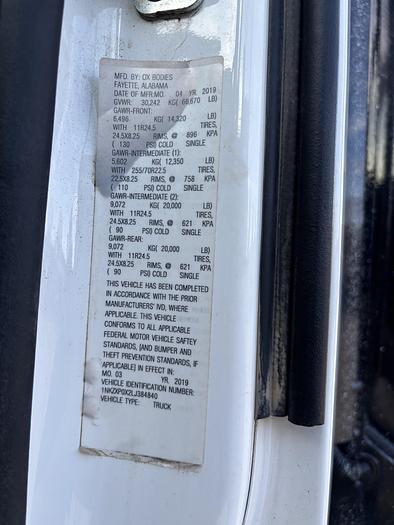 MFD. BY: OX BODIES
FAYETTE, ALABAMA
DATE OF MFR:MO. 04 YR. 2019
GVWR: 30,242 KG( 66,670 LB)
GAWR-FRONT:
6,496 KG( 14,320 LB)
WITH 11R24.5 TIRES,
24.5X8.25 RIMS, @ 896 KPA
( 130 PSI) COLD SINGLE
GAWR-INTERMEDIATE (1):
5,602 KG( 12,350 LB)
WITH 255/70R22.5 TIRES,
22.5X8.25 RIMS, @ 758 KPA
( 110 PSI) COLD SINGLE
GAWR-INTERMEDIATE (2):
9,072 KG( 20,000 LB)
WITH 11R24.5 TIRES,
24.5X8.25 RIMS, @ 621 KPA
( 90 PSI) COLD SINGLE
GAWR-REAR:
9,072 KG( 20,000 LB)
WITH 11R24.5 TIRES,
24.5X8.25 RIMS, @ 621 KPA
( 90 PSI) COLD SINGLE
THIS VEHICLE HAS BEEN COMPLETED
IN ACCORDANCE WITH THE PRIOR
MANUFACTURERS' IVD, WHERE
APPLICABLE. THIS VEHICLE
CONFORMS TO ALL APPLICABLE
FEDERAL MOTOR VEHICLE SAFTEY
STANDARDS, [AND BUMPER AND
THEFT PREVENTION STANDARDS, IF
APPLICABLE] IN EFFECT IN:
MO. 03 YR. 2019
VEHICLE IDENTIFICATION NUMBER:
1NKZXP0X2LJ384840
VEHICLE TYPE: TRUCK